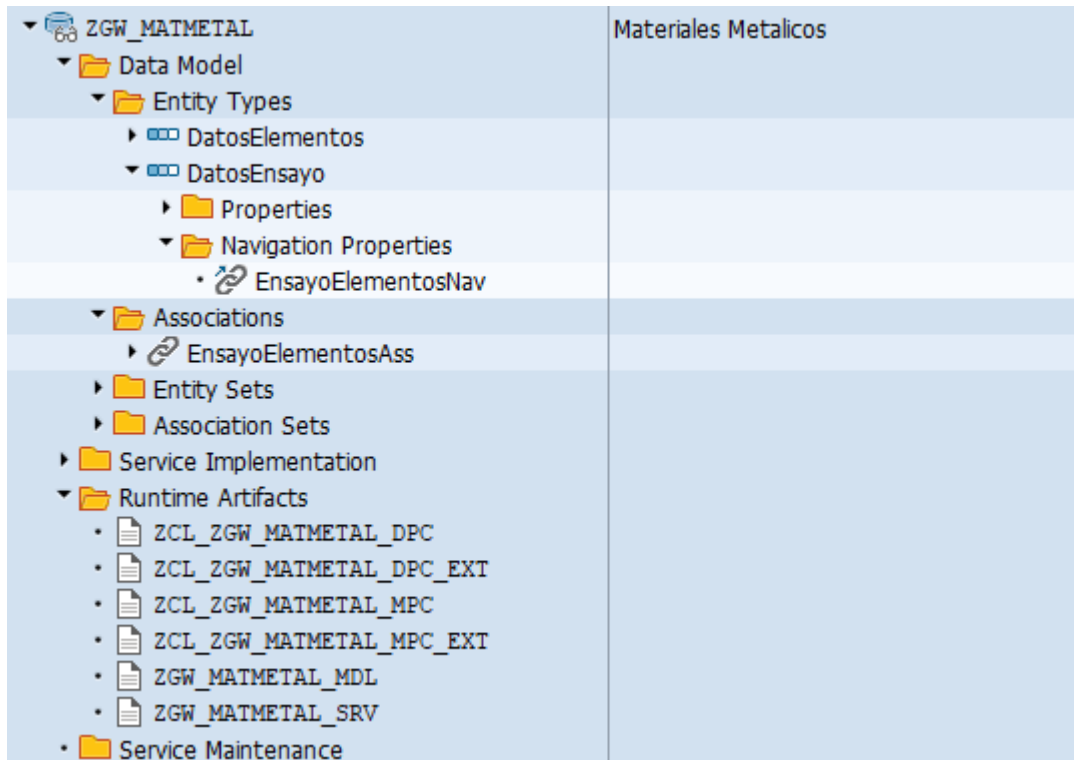 ZGW_MATMETAL Materiales Metalicos
Data Model
Entity Types
DatosElementos
DatosEnsayo
Properties
Navigation Properties
EnsayoElementosNav
Associations
EnsayoElementosAss
Entity Sets
Association Sets
Service Implementation
Runtime Artifacts
ZCL_ZGW_MATMETAL_DPC
ZCL_ZGW_MATMETAL_DPC_EXT
ZCL_ZGW_MATMETAL_MPC
ZCL_ZGW_MATMETAL_MPC_EXT
ZGW_MATMETAL_MDL
ZGW_MATMETAL_SRV
Service Maintenance